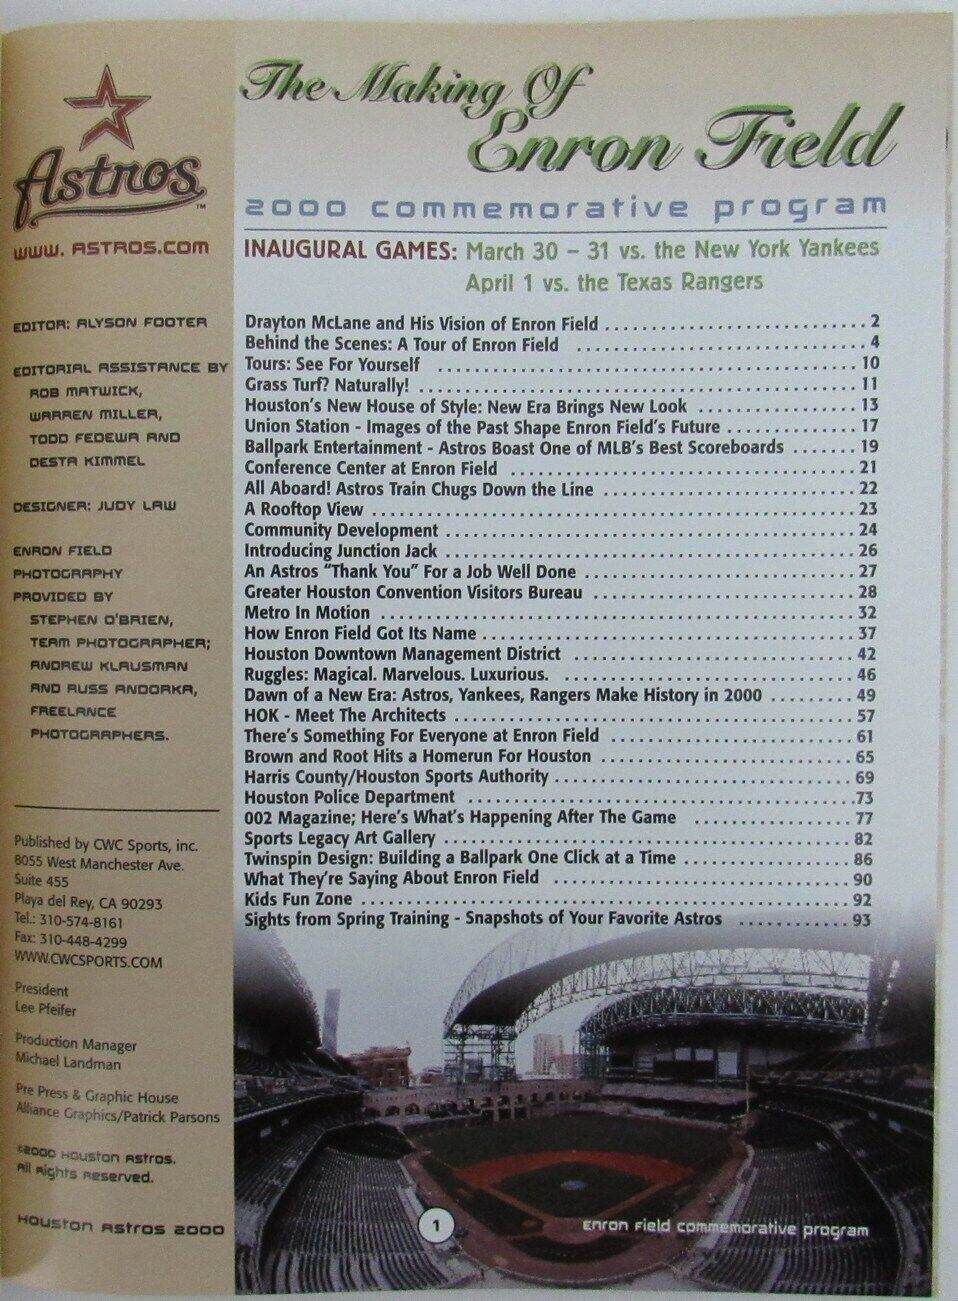 Astros™
www.astros.com
Editor: Alyson Footer
Editorial Assistance by
Rob Matwick,
Warren Miller,
Todd Fedewa and
Desta Kimmel
Designer: Judy Law
Enron Field
Photography
Provided by
Stephen O'Brien,
Team Photographer;
Andrew Klausman
and Russ Andorka,
Freelance
Photographers.
Published by CWC Sports, inc.
8055 West Manchester Ave.
Suite 455
Playa del Rey, CA 90293
Tel.: 310-574-8161
Fax: 310-448-4299
WWW.CWCSPORTS.COM
President
Lee Pfeifer
Production Manager
Michael Landman
Pre Press & Graphic House
Alliance Graphics/Patrick Parsons
©2000 Houston Astros.
All Rights Reserved.
Houston Astros 2000
The Making Of
Enron Field
2000 commemorative program
INAUGURAL GAMES: March 30 – 31 vs. the New York Yankees
April 1 vs. the Texas Rangers
Drayton McLane and His Vision of Enron Field . . . . . . . . . . 2
Behind the Scenes: A Tour of Enron Field . . . . . . . . . . 4
Tours: See For Yourself . . . . . . . . . . 10
Grass Turf? Naturally! . . . . . . . . . . 11
Houston's New House of Style: New Era Brings New Look . . . . . . . . . . 13
Union Station - Images of the Past Shape Enron Field's Future . . . . . . . . . . 17
Ballpark Entertainment - Astros Boast One of MLB's Best Scoreboards . . . . . . . 19
Conference Center at Enron Field . . . . . . . . . . 21
All Aboard! Astros Train Chugs Down the Line . . . . . . . . . . 22
A Rooftop View . . . . . . . . . . 23
Community Development . . . . . . . . . . 24
Introducing Junction Jack . . . . . . . . . . 26
An Astros "Thank You" For a Job Well Done . . . . . . . . . . 27
Greater Houston Convention Visitors Bureau . . . . . . . . . . 28
Metro In Motion . . . . . . . . . . 32
How Enron Field Got Its Name . . . . . . . . . . 37
Houston Downtown Management District . . . . . . . . . . 42
Ruggles: Magical. Marvelous. Luxurious. . . . . . . . . . . 46
Dawn of a New Era: Astros, Yankees, Rangers Make History in 2000 . . . . . . . . . 49
HOK - Meet The Architects . . . . . . . . . . 57
There's Something For Everyone at Enron Field . . . . . . . . . . 61
Brown and Root Hits a Homerun For Houston . . . . . . . . . . 65
Harris County/Houston Sports Authority . . . . . . . . . . 69
Houston Police Department . . . . . . . . . . 73
002 Magazine; Here's What's Happening After The Game . . . . . . . . . . 77
Sports Legacy Art Gallery . . . . . . . . . . 82
Twinspin Design: Building a Ballpark One Click at a Time . . . . . . . . . . 86
What They're Saying About Enron Field . . . . . . . . . . 90
Kids Fun Zone . . . . . . . . . . 92
Sights from Spring Training - Snapshots of Your Favorite Astros . . . . . . . . . . 93
1
Enron Field commemorative program